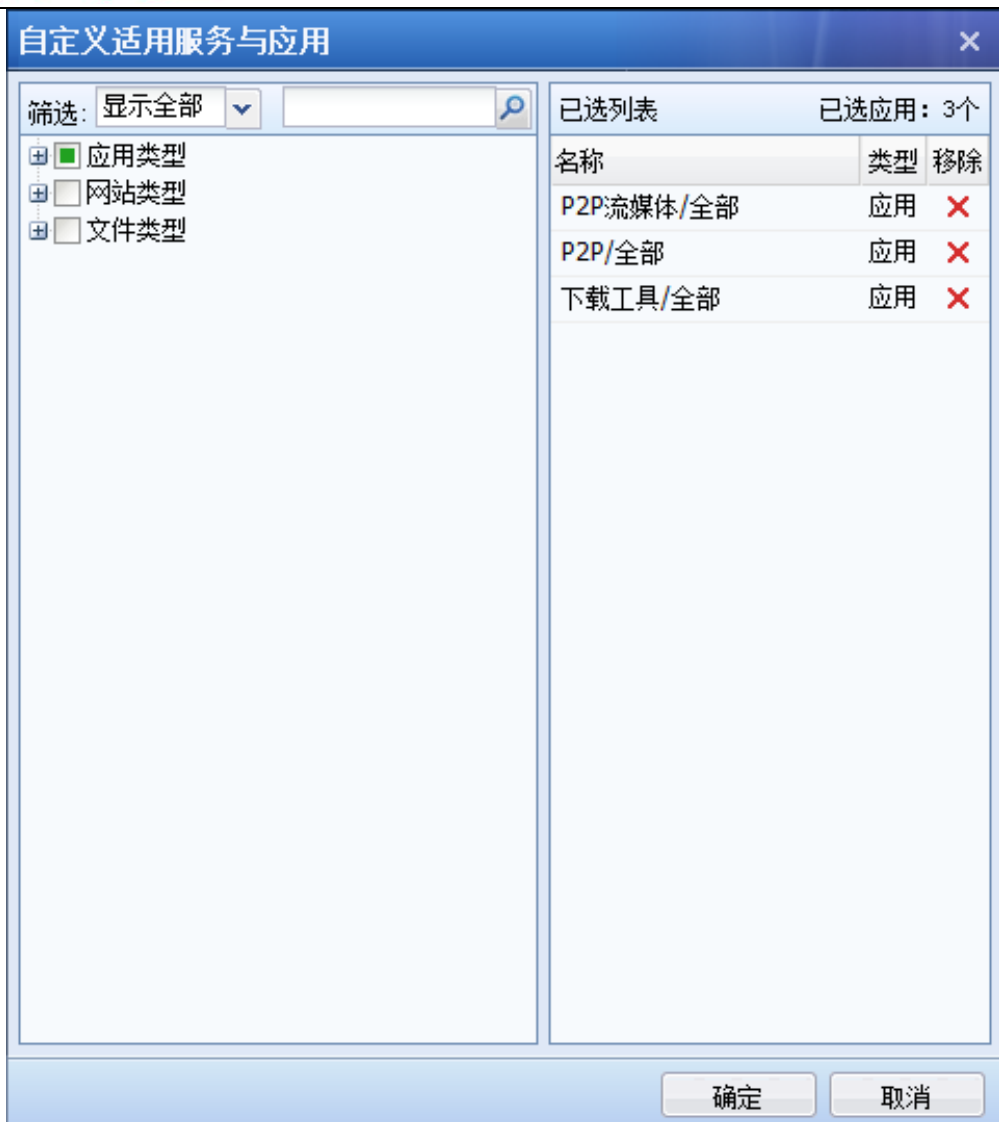 自定义适用服务与应用
筛选: 显示全部
应用类型
网站类型
文件类型
已选列表 已选应用: 3个
名称 类型 移除
P2P流媒体/全部 应用
P2P/全部 应用
下载工具/全部 应用
确定 取消